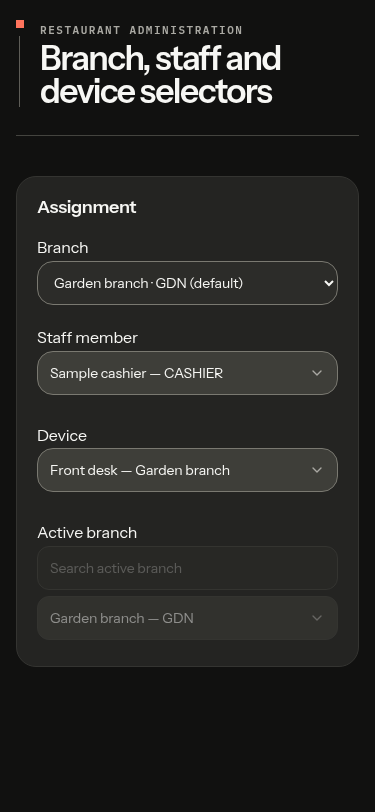 RESTAURANT ADMINISTRATION
Branch, staff and
device selectors
Assignment
Branch
Garden branch · GDN (default)
Staff member
Sample cashier — CASHIER
Device
Front desk — Garden branch
Active branch
Search active branch
Garden branch — GDN